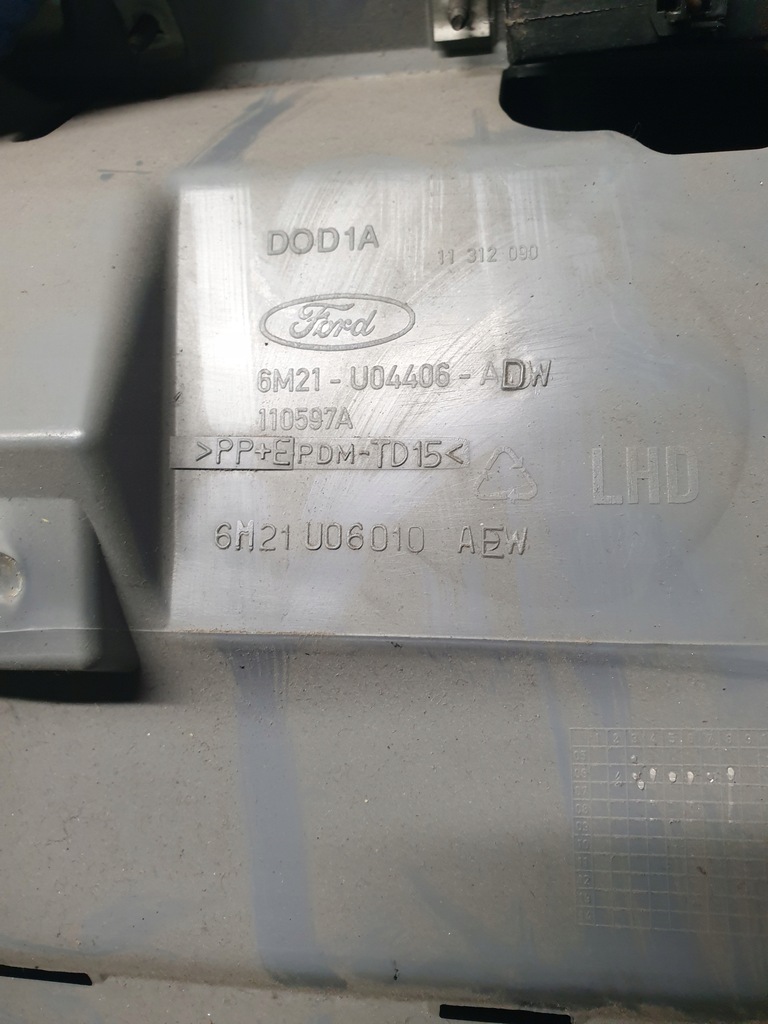 DOD1A
11 312 090
Ford
6M21-U04406-ADW
110597A
>PP+EPDM-TD15<
LHD
6M21 U06010 AEW